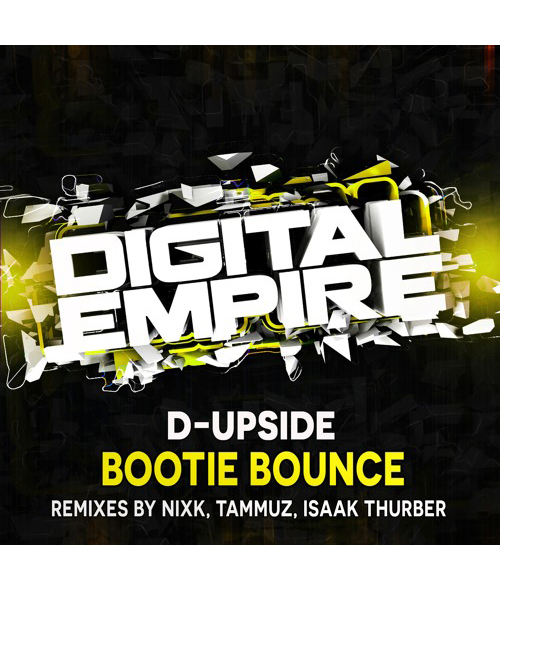 DIGITAL
EMPIRE
D-UPSIDE
BOOTIE BOUNCE
REMIXES BY NIXK, TAMMUZ, ISAAK THURBER